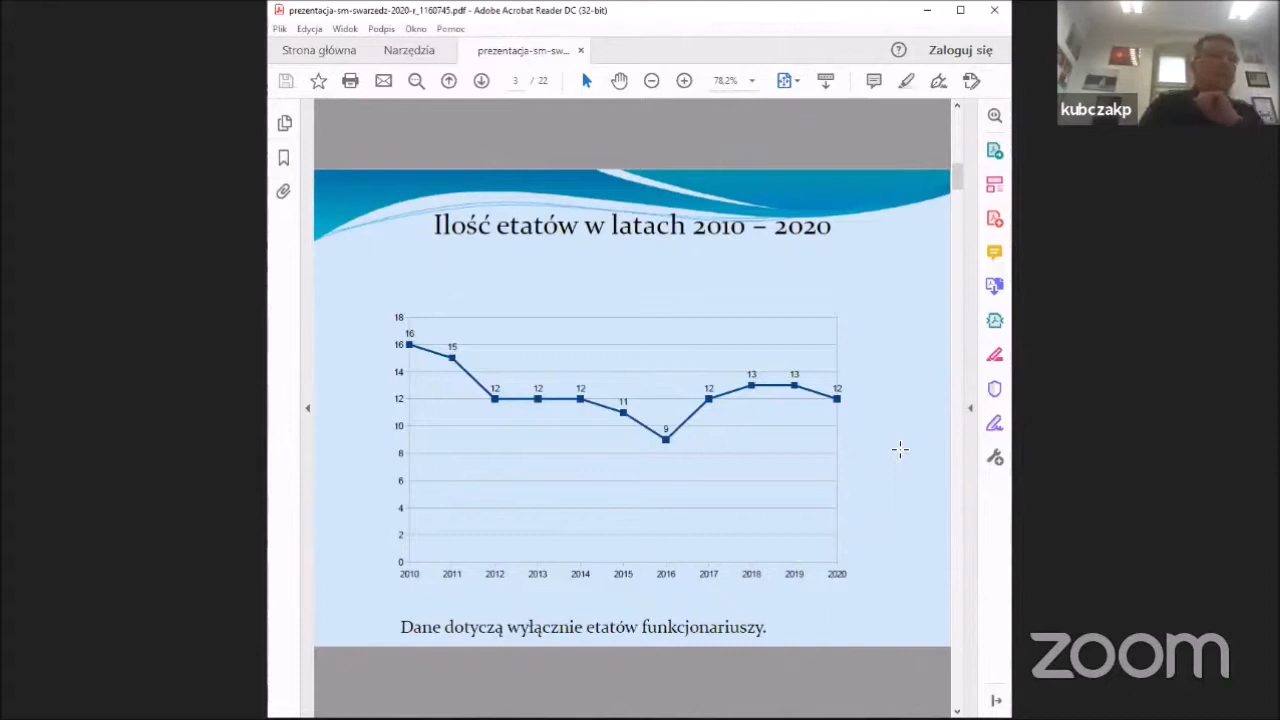 prezentacja-sm-swarzedz-2020-r_1160745.pdf - Adobe Acrobat Reader DC (32-bit)
Plik Edycja Widok Podpis Okno Pomoc
Strona główna Narzędzia prezentacja-sm-sw... × Zaloguj się
3 / 22 78,2%
kubczakp
Ilość etatów w latach 2010 – 2020
18
16
14
12
10
8
6
4
2
0
16 15 12 12 12 11 9 12 13 13 12
2010 2011 2012 2013 2014 2015 2016 2017 2018 2019 2020
Dane dotyczą wyłącznie etatów funkcjonariuszy.
zoom